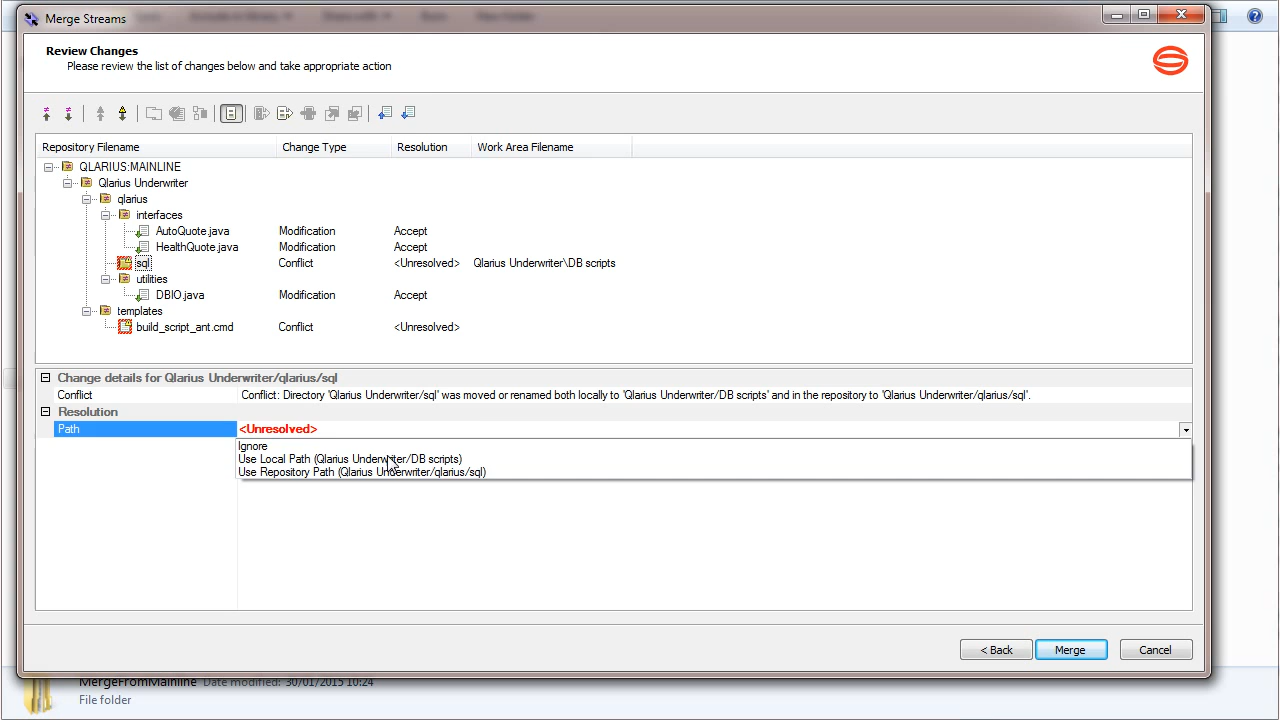 Merge Streams
Review Changes
Please review the list of changes below and take appropriate action
Repository Filename Change Type Resolution Work Area Filename
QLARIUS:MAINLINE
Qlarius Underwriter
qlarius
interfaces
AutoQuote.java Modification Accept
HealthQuote.java Modification Accept
sql Conflict <Unresolved> Qlarius Underwriter\DB scripts
utilities
DBIO.java Modification Accept
templates
build_script_ant.cmd Conflict <Unresolved>
Change details for Qlarius Underwriter/qlarius/sql
Conflict Conflict: Directory 'Qlarius Underwriter/sql' was moved or renamed both locally to 'Qlarius Underwriter/DB scripts' and in the repository to 'Qlarius Underwriter/qlarius/sql'.
Resolution
Path <Unresolved>
Ignore
Use Local Path (Qlarius Underwriter/DB scripts)
Use Repository Path (Qlarius Underwriter/qlarius/sql)
< Back Merge Cancel
MergeFromMainline Date modified: 30/01/2015 10:24
File folder